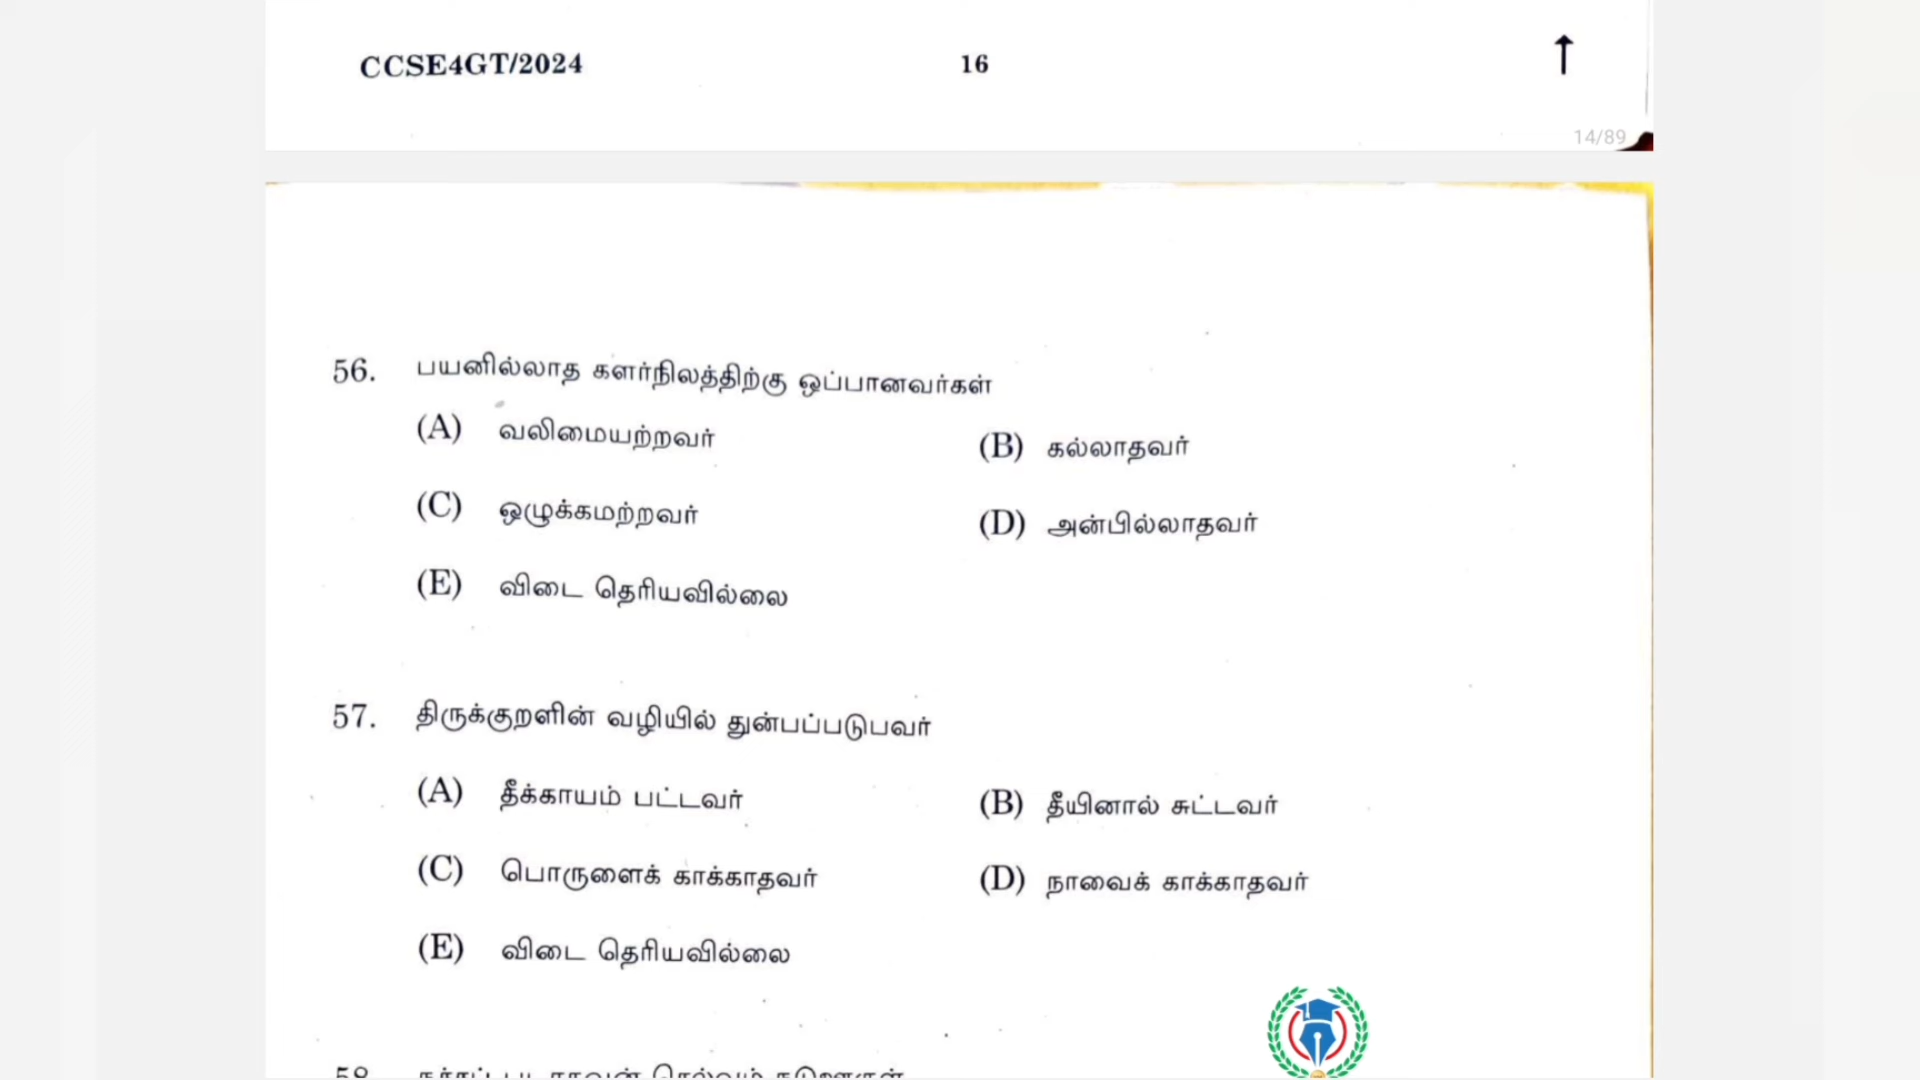 CCSE4GT/2024 16 ↑
14/89
56. பயனில்லாத களர்நிலத்திற்கு ஒப்பானவர்கள்
(A) வலிமையற்றவர் (B) கல்லாதவர்
(C) ஒழுக்கமற்றவர் (D) அன்பில்லாதவர்
(E) விடை தெரியவில்லை
57. திருக்குறளின் வழியில் துன்பப்படுபவர்
(A) தீக்காயம் பட்டவர் (B) தீயினால் சுட்டவர்
(C) பொருளைக் காக்காதவர் (D) நாவைக் காக்காதவர்
(E) விடை தெரியவில்லை
58.